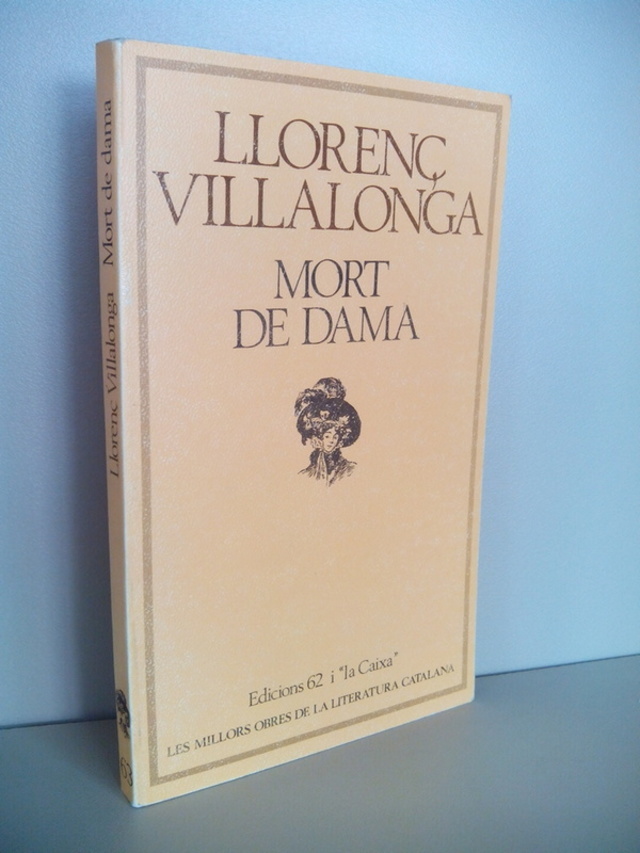 LLORENÇ
VILLALONGA
MORT
DE DAMA
Edicions 62 i "la Caixa"
LES MILLORS OBRES DE LA LITERATURA CATALANA
Llorenç Villalonga Mort de dama
63